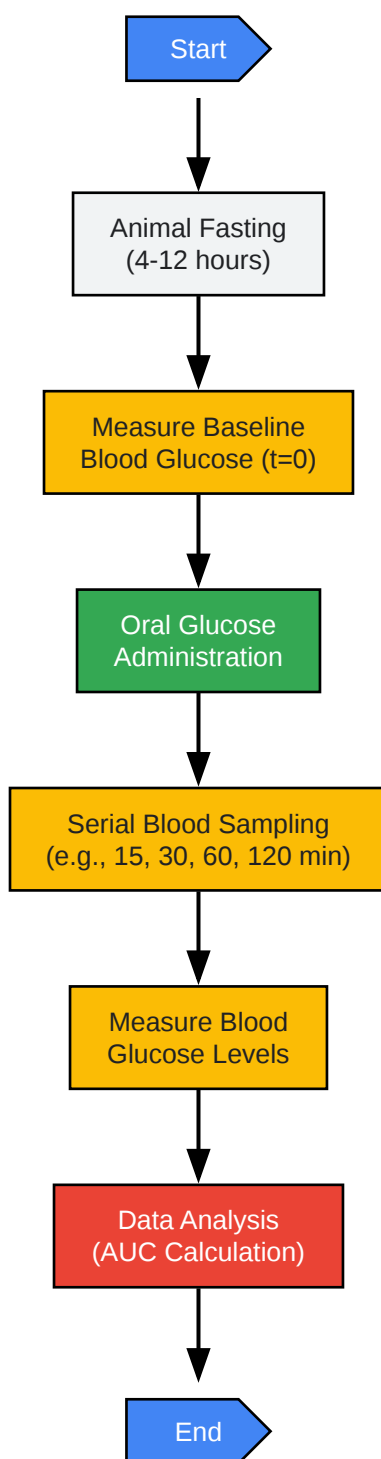 Start
Animal Fasting
(4-12 hours)
Measure Baseline
Blood Glucose (t=0)
Oral Glucose
Administration
Serial Blood Sampling
(e.g., 15, 30, 60, 120 min)
Measure Blood
Glucose Levels
Data Analysis
(AUC Calculation)
End